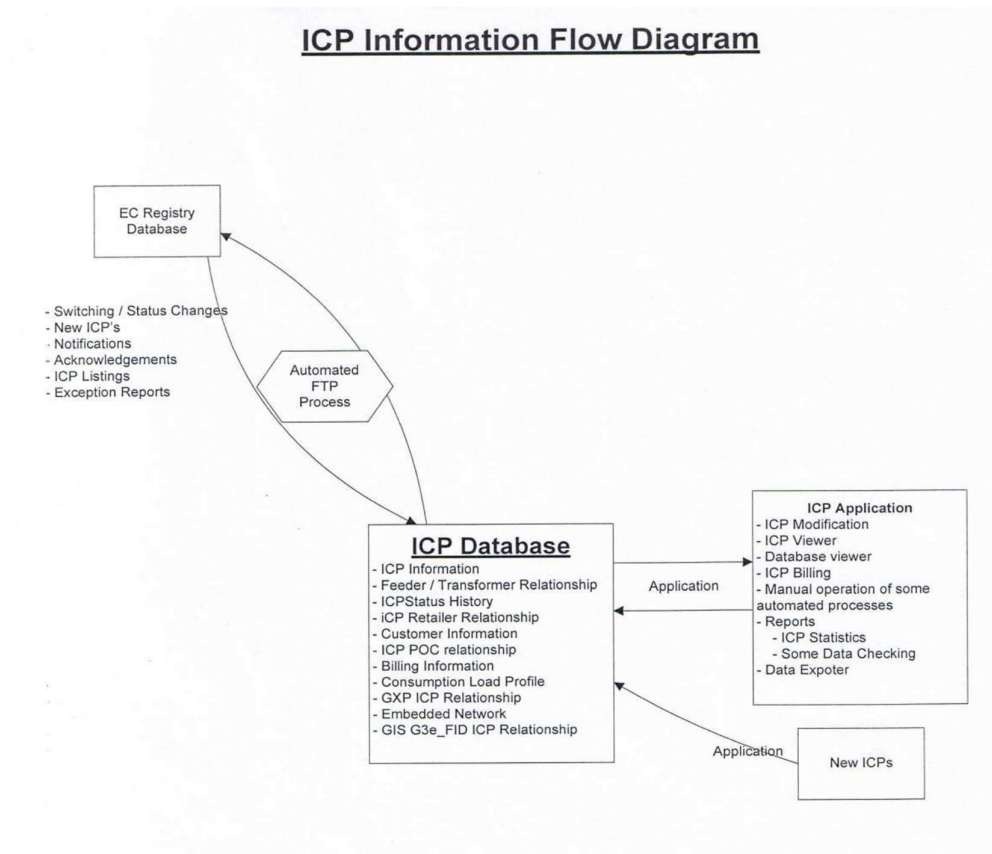 ICP Information Flow Diagram
EC Registry
Database
- Switching / Status Changes
- New ICP's
- Notifications
- Acknowledgements
- ICP Listings
- Exception Reports
Automated
FTP
Process
ICP Database
- ICP Information
- Feeder / Transformer Relationship
- ICPStatus History
- iCP Retailer Relationship
- Customer Information
- ICP POC relationship
- Billing Information
- Consumption Load Profile
- GXP ICP Relationship
- Embedded Network
- GIS G3e_FID ICP Relationship
Application
ICP Application
- ICP Modification
- ICP Viewer
- Database viewer
- ICP Billing
- Manual operation of some
automated processes
- Reports
- ICP Statistics
- Some Data Checking
- Data Expoter
Application
New ICPs